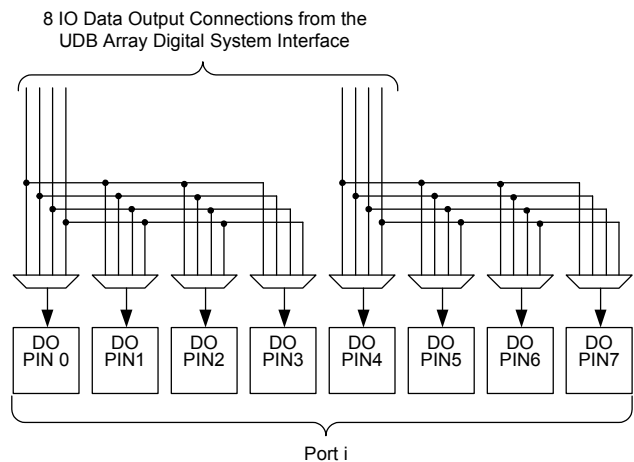 8 IO Data Output Connections from the
UDB Array Digital System Interface
DO
PIN 0
DO
PIN1
DO
PIN2
DO
PIN3
DO
PIN4
DO
PIN5
DO
PIN6
DO
PIN7
Port i